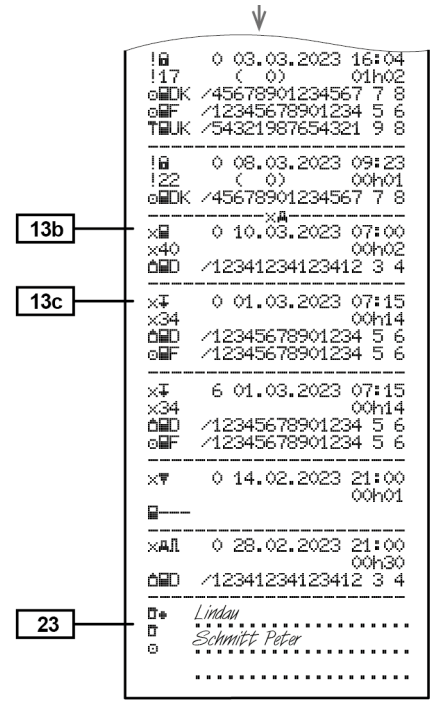 !🔒 0 03.03.2023 16:04
!17 ( 0) 01h02
⊙■DK /45678901234567 7 8
⊙■F /12345678901234 5 6
T■UK /54321987654321 9 8
!🔒 0 08.03.2023 09:23
!22 ( 0) 00h01
⊙■DK /45678901234567 7 8
13b
×■ 0 10.03.2023 07:00
×40 00h02
■D /12341234123412 3 4
13c
× 0 01.03.2023 07:15
×34 00h14
■D /12345678901234 5 6
⊙■F /12345678901234 5 6
× 6 01.03.2023 07:15
×34 00h14
■D /12345678901234 5 6
⊙■F /12345678901234 5 6
×▼ 0 14.02.2023 21:00
00h01
■---
× 0 28.02.2023 21:00
00h30
■D /12341234123412 3 4
23
Lindau
Schmitt Peter